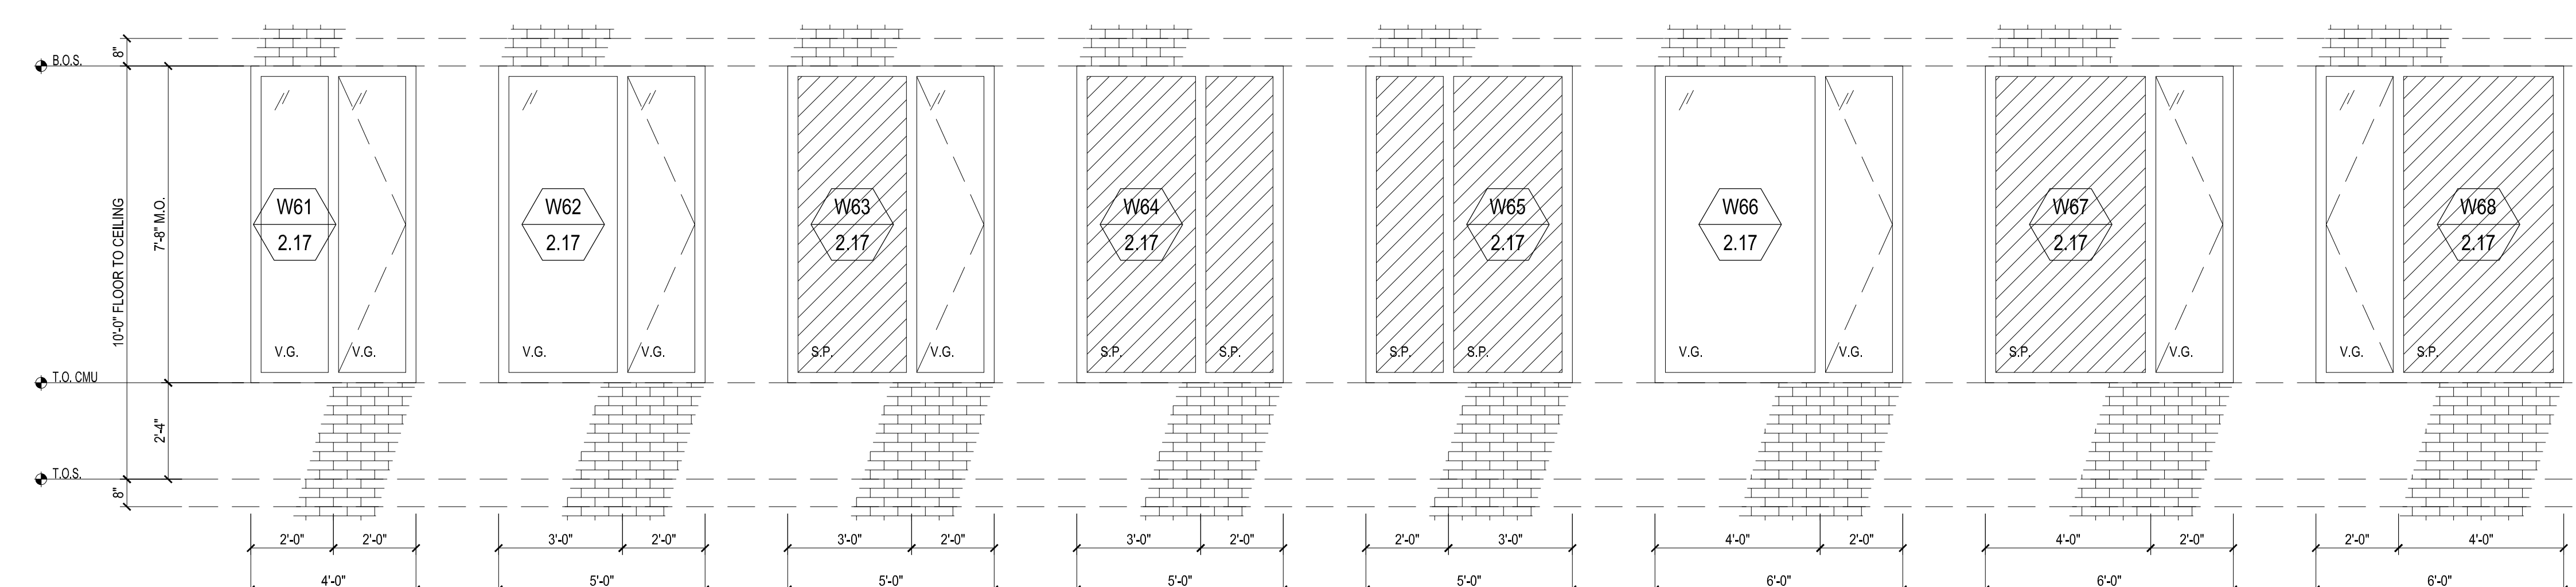 8"
B.O.S.
10'-0" FLOOR TO CEILING
7'-8" M.O.
T.O. CMU
2'-4"
T.O.S.
8"
W61
2.17
V.G.
V.G.
2'-0"
2'-0"
4'-0"
W62
2.17
V.G.
V.G.
3'-0"
2'-0"
5'-0"
W63
2.17
S.P.
V.G.
3'-0"
2'-0"
5'-0"
W64
2.17
S.P.
S.P.
3'-0"
2'-0"
5'-0"
W65
2.17
S.P.
S.P.
2'-0"
3'-0"
5'-0"
W66
2.17
V.G.
V.G.
4'-0"
2'-0"
6'-0"
W67
2.17
S.P.
V.G.
4'-0"
2'-0"
6'-0"
W68
2.17
V.G.
S.P.
2'-0"
4'-0"
6'-0"